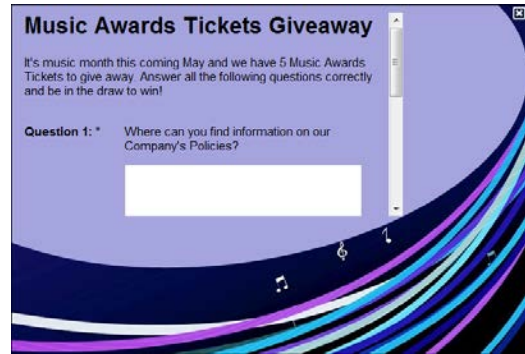 Music Awards Tickets Giveaway
It's music month this coming May and we have 5 Music Awards
Tickets to give away. Answer all the following questions correctly
and be in the draw to win!
Question 1: * Where can you find information on our
Company's Policies?